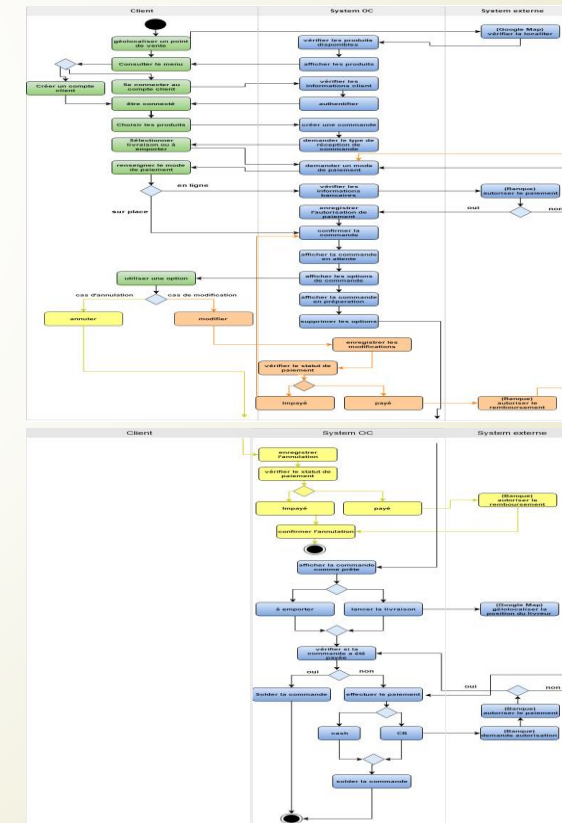 Client
System OC
System externe
géolocaliser un point
de vente
vérifier les produits
disponibles
(Google Map)
vérifier la localiter
Consulter le menu
afficher les produits
Créer un compte
client
Se connecter au
compte client
vérifier les
informations client
être connecté
authentifier
Choisir les produits
créer une commande
Sélectionner
livraison ou à
emporter
demander le type de
réception de
commande
renseigner le mode
de paiement
demander un mode
de paiement
en ligne
vérifier les
informations
bancaires
(Banque)
autoriser le paiement
sur place
enregistrer
l'autorisation de
paiement
oui
non
confirmer la
commande
afficher la commande
en attente
utiliser une option
afficher les options
de commande
cas d'annulation
cas de modification
afficher la commande
en préparation
annuler
modifier
supprimer les options
enregistrer les
modifications
vérifier le statut de
paiement
Impayé
payé
(Banque)
autoriser le
remboursement
Client
System OC
System externe
enregistrer
l'annulation
vérifier le statut de
paiement
Impayé
payé
(Banque)
autoriser le
remboursement
confirmer l'annulation
afficher la commande
comme prête
à emporter
lancer la livraison
(Google Map)
géolocaliser la
position du livreur
vérifier si la
commande a été
payée
oui
non
oui
non
Solder la commande
effectuer le paiement
(Banque)
autoriser le paiement
cash
CB
(Banque)
demande autorisation
solder la commande